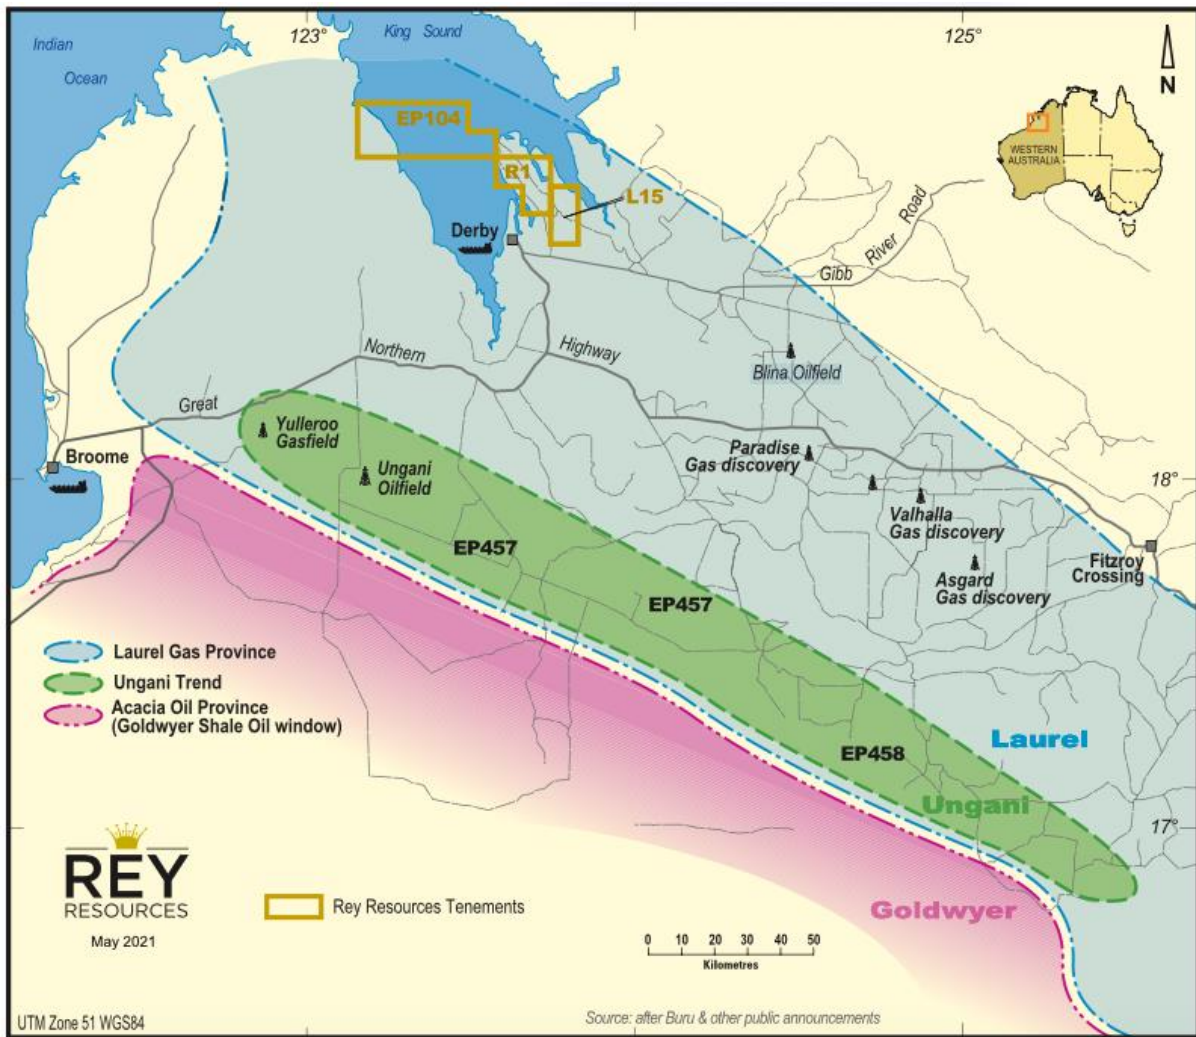 Indian
Ocean
123°
King Sound
125°
N
WESTERN
AUSTRALIA
EP104
R1
L15
Derby
Gibb River Road
Northern
Highway
Blina Oilfield
Great
Yulleroo
Gasfield
Broome
Ungani
Oilfield
Paradise
Gas discovery
18°
Valhalla
Gas discovery
Fitzroy
Crossing
EP457
Asgard
Gas discovery
EP457
Laurel Gas Province
Ungani Trend
Acacia Oil Province
(Goldwyer Shale Oil window)
Laurel
EP458
Ungani
17°
REY
RESOURCES
May 2021
Rey Resources Tenements
Goldwyer
0 10 20 30 40 50
Kilometres
UTM Zone 51 WGS84
Source: after Buru & other public announcements